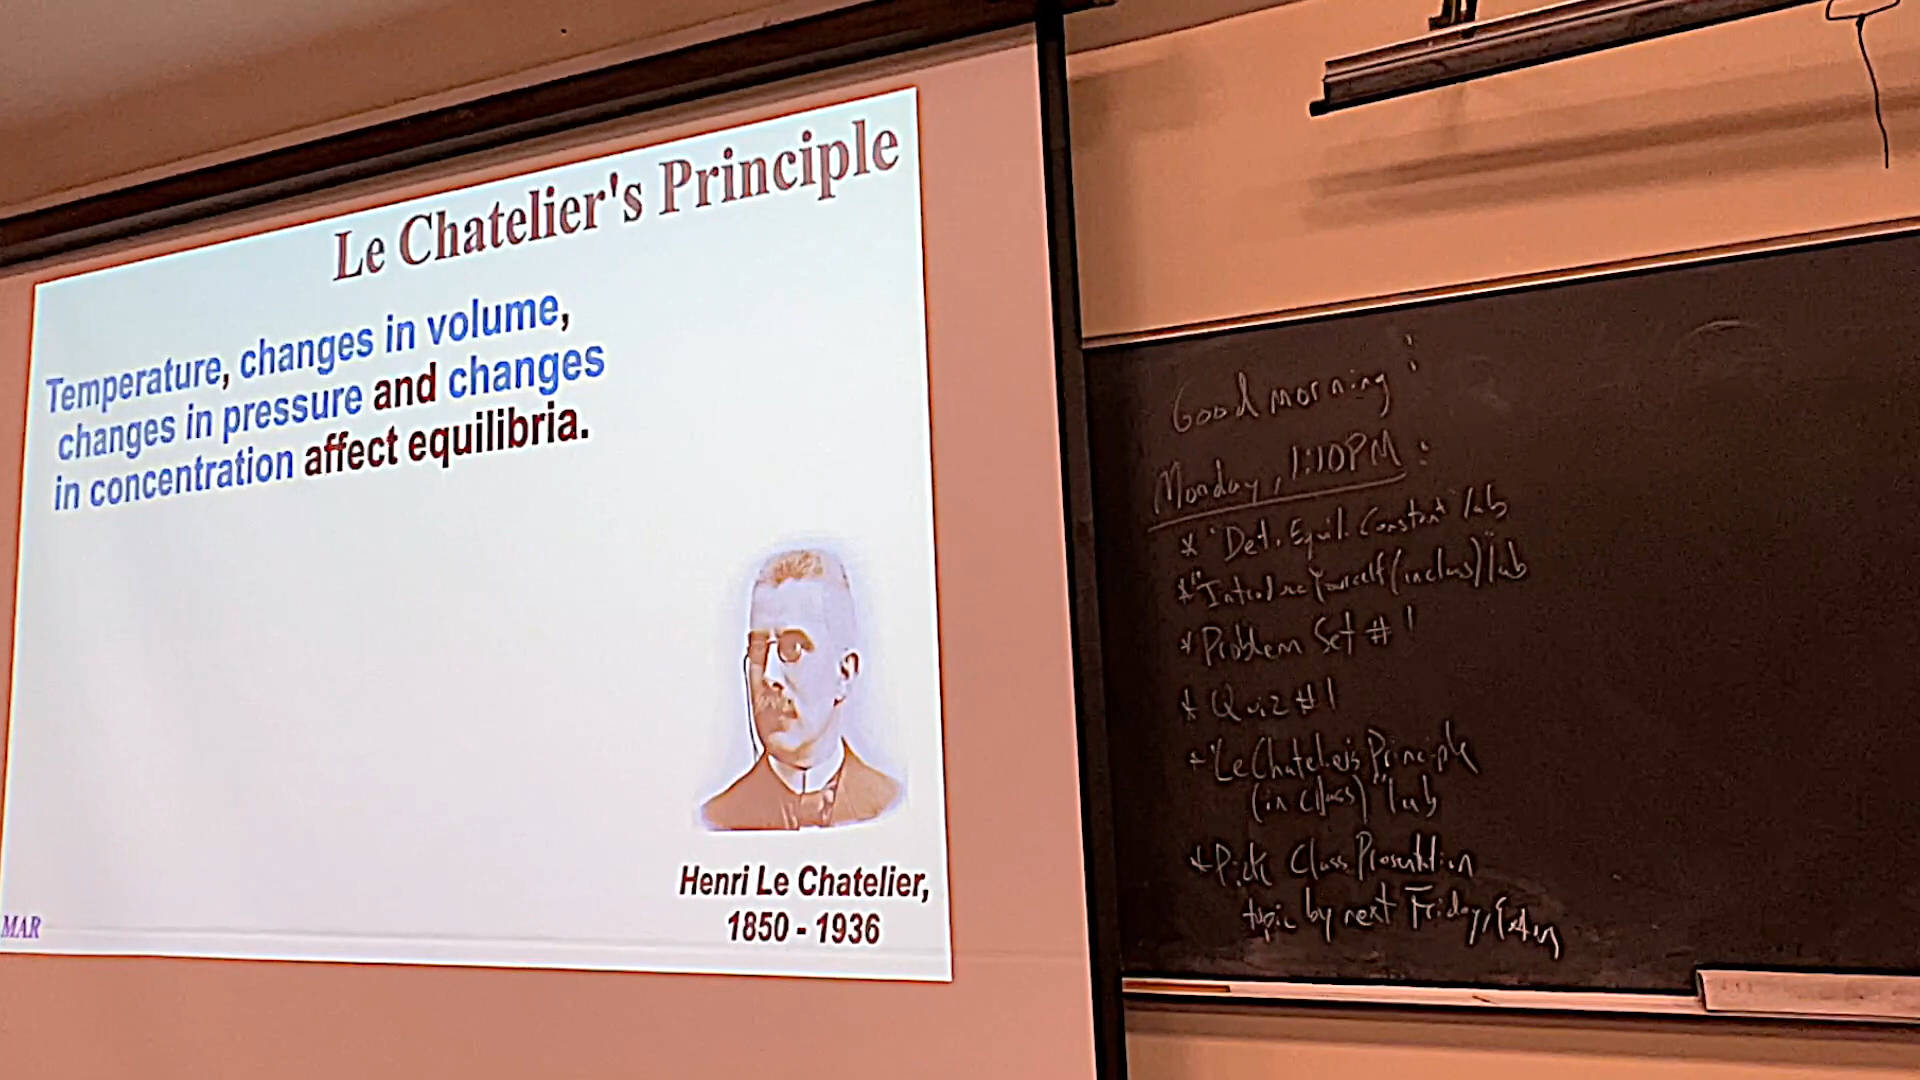 Le Chatelier's Principle
Temperature, changes in volume,
changes in pressure and changes
in concentration affect equilibria.
Henri Le Chatelier,
1850 - 1936
MAR
Good morning!
Monday, 1:10PM:
* "Det. Equil. Constant" lab
* "Introduce Yourself (in class)" lab
* Problem Set #1
* Quiz #1
* "Le Chatelier's Principle
(in class)" lab
* Pick Class Presentation
topic by next Friday,